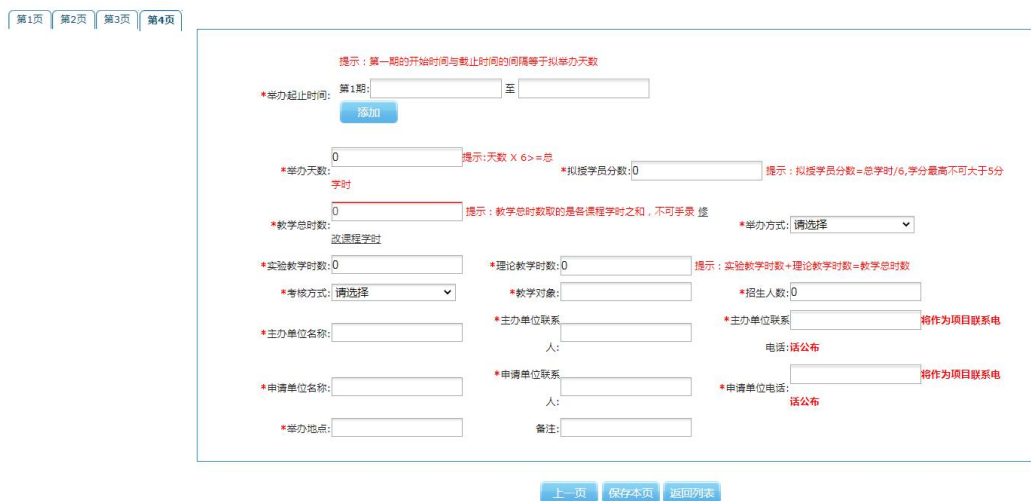 第1页 第2页 第3页 第4页
提示：第一期的开始时间与截止时间的间隔等于拟举办天数
*举办起止时间: 第1期: 至
添加
*举办天数: 0 提示:天数 X 6>=总
学时
*拟授学员分数: 0 提示：拟授学员分数=总学时/6,学分最高不可大于5分
*教学总时数: 0 提示：教学总时数取的是各课程学时之和，不可手录 修
改课程学时
*举办方式: 请选择
*实验教学时数: 0 *理论教学时数: 0 提示：实验教学时数+理论教学时数=教学总时数
*考核方式: 请选择 *教学对象: *招生人数: 0
*主办单位名称: *主办单位联系
人:
*主办单位联系 将作为项目联系电
电话: 话公布
*申请单位名称: *申请单位联系
人:
*申请单位电话: 将作为项目联系电
话公布
*举办地点: 备注:
上一页 保存本页 返回列表